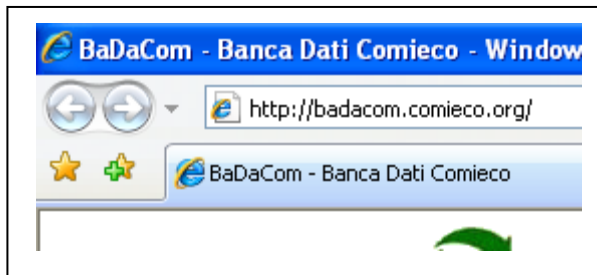 BaDaCom - Banca Dati Comieco - Window
http://badacom.comieco.org/
BaDaCom - Banca Dati Comieco